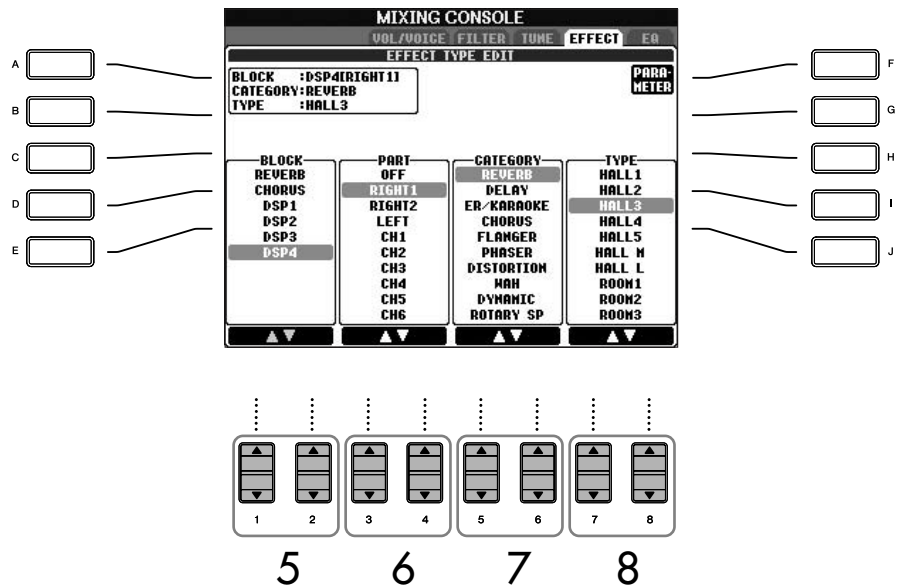 MIXING CONSOLE
VOL/VOICE FILTER TUNE EFFECT EQ
EFFECT TYPE EDIT
BLOCK :DSP4[RIGHT1]
CATEGORY:REVERB
TYPE :HALL3
PARA-
METER
A
B
C
D
E
F
G
H
I
J
BLOCK
REVERB
CHORUS
DSP1
DSP2
DSP3
DSP4
PART
OFF
RIGHT1
RIGHT2
LEFT
CH1
CH2
CH3
CH4
CH5
CH6
CATEGORY
REVERB
DELAY
ER/KARAOKE
CHORUS
FLANGER
PHASER
DISTORTION
WAH
DYNAMIC
ROTARY SP
TYPE
HALL1
HALL2
HALL3
HALL4
HALL5
HALL M
HALL L
ROOM1
ROOM2
ROOM3
1 2 3 4 5 6 7 8
5 6 7 8